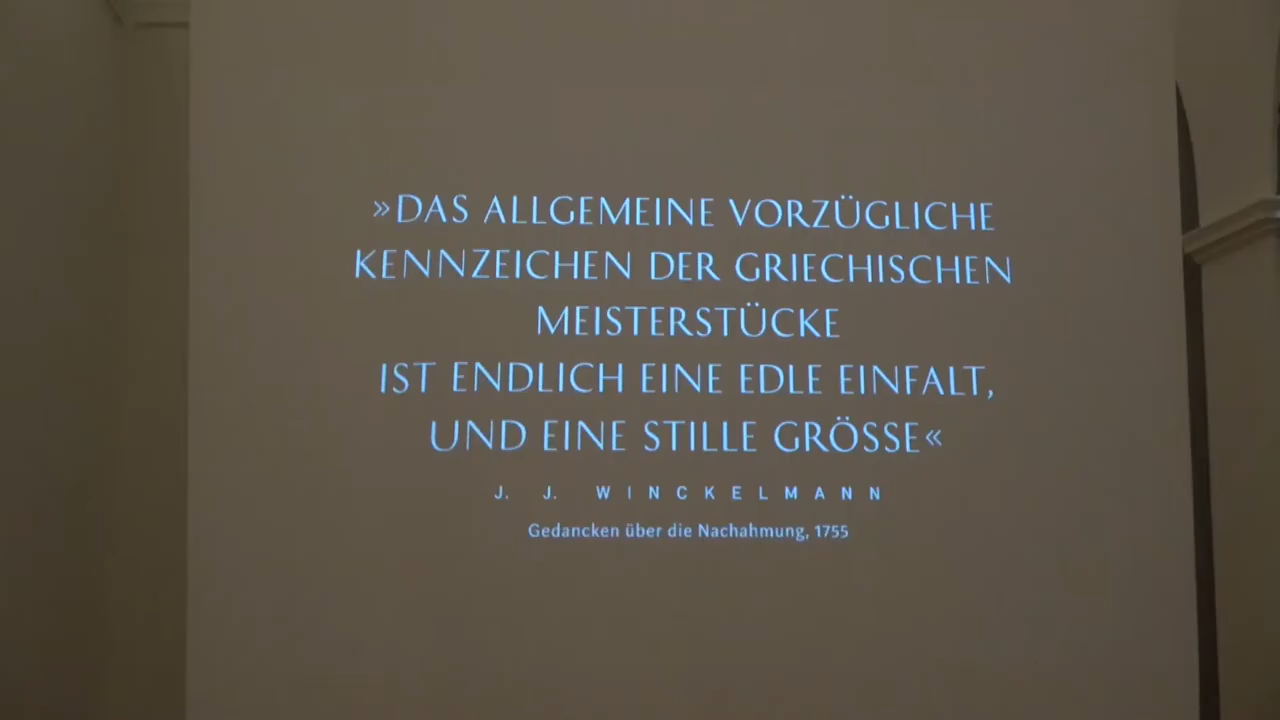 »DAS ALLGEMEINE VORZÜGLICHE
KENNZEICHEN DER GRIECHISCHEN
MEISTERSTÜCKE
IST ENDLICH EINE EDLE EINFALT,
UND EINE STILLE GRÖSSE«
J. J. WINCKELMANN
Gedancken über die Nachahmung, 1755